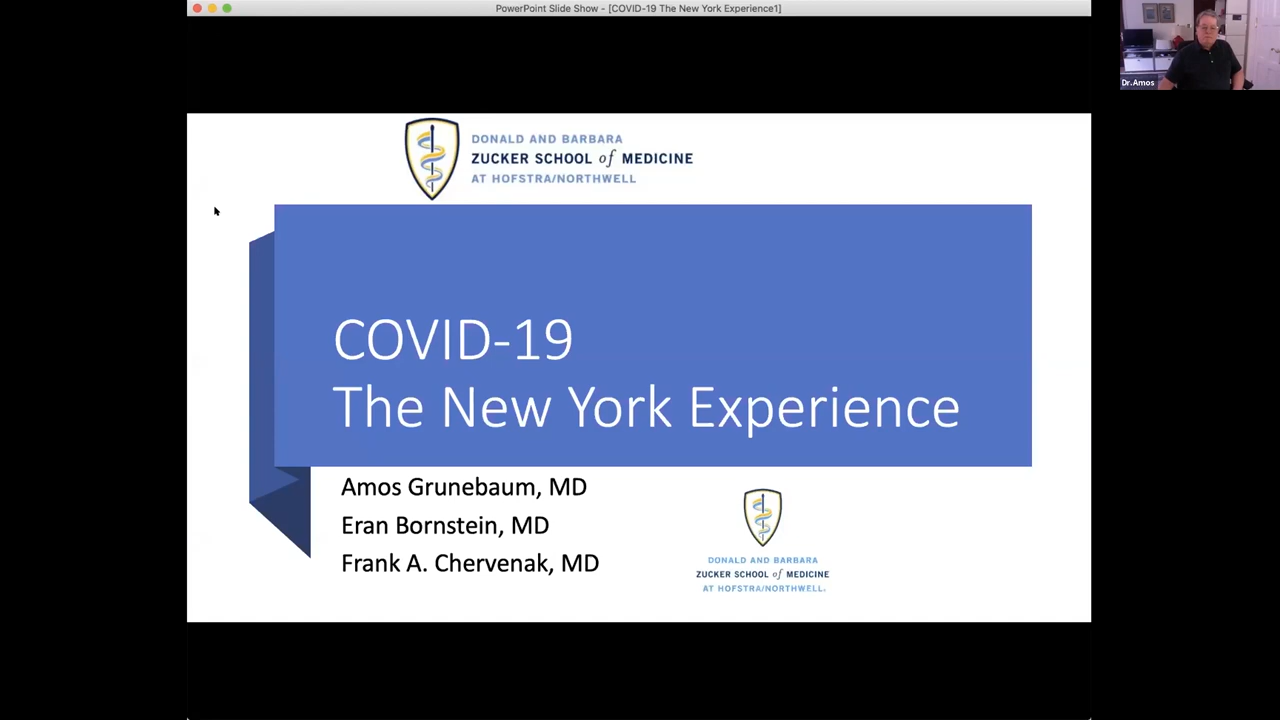 PowerPoint Slide Show - [COVID-19 The New York Experience1]
Dr.Amos
DONALD AND BARBARA
ZUCKER SCHOOL of MEDICINE
AT HOFSTRA/NORTHWELL
COVID-19
The New York Experience
Amos Grunebaum, MD
Eran Bornstein, MD
Frank A. Chervenak, MD
DONALD AND BARBARA
ZUCKER SCHOOL of MEDICINE
AT HOFSTRA/NORTHWELL.